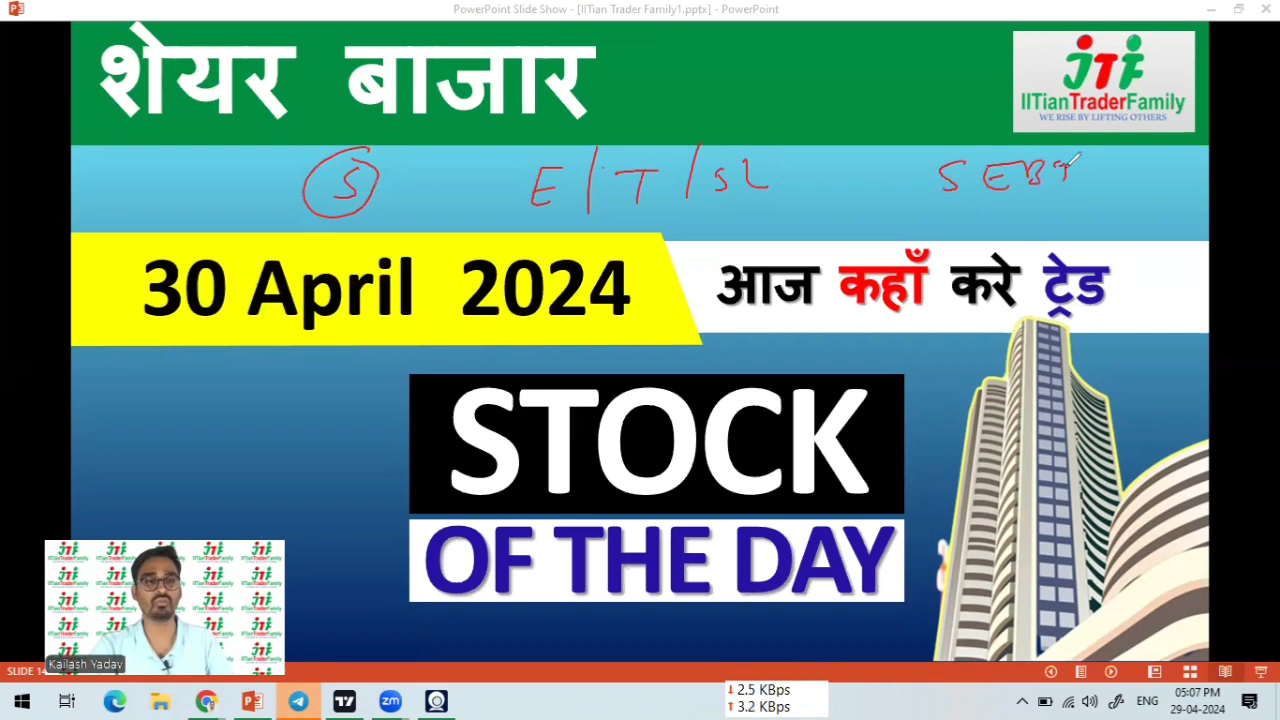 PowerPoint Slide Show - [IITian Trader Family1.pptx] - PowerPoint
शेयर बाजार
JTF
IITianTraderFamily
WE RISE BY LIFTING OTHERS
S E/T/SL SEBI
30 April 2024
आज कहाँ करे ट्रेड
STOCK
OF THE DAY
Kailash Yadav
SLIDE 14
2.5 KBps
3.2 KBps
ENG
05:07 PM
29-04-2024